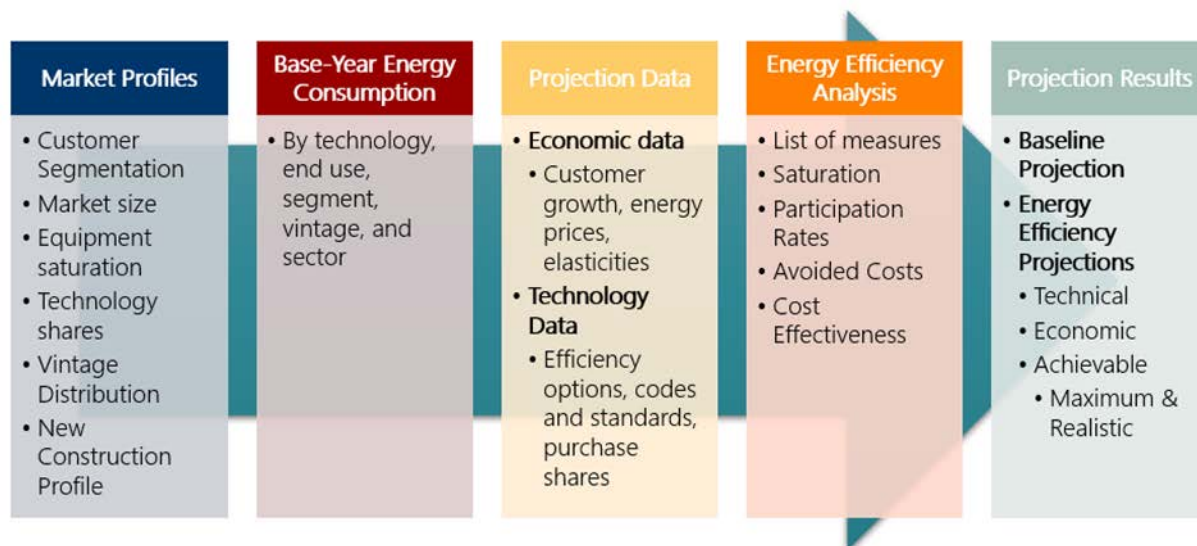 Market Profiles
• Customer
Segmentation
• Market size
• Equipment
saturation
• Technology
shares
• Vintage
Distribution
• New
Construction
Profile
Base-Year Energy
Consumption
• By technology,
end use,
segment,
vintage, and
sector
Projection Data
• Economic data
• Customer
growth, energy
prices,
elasticities
• Technology
Data
• Efficiency
options, codes
and standards,
purchase
shares
Energy Efficiency
Analysis
• List of measures
• Saturation
• Participation
Rates
• Avoided Costs
• Cost
Effectiveness
Projection Results
• Baseline
Projection
• Energy
Efficiency
Projections
• Technical
• Economic
• Achievable
• Maximum &
Realistic